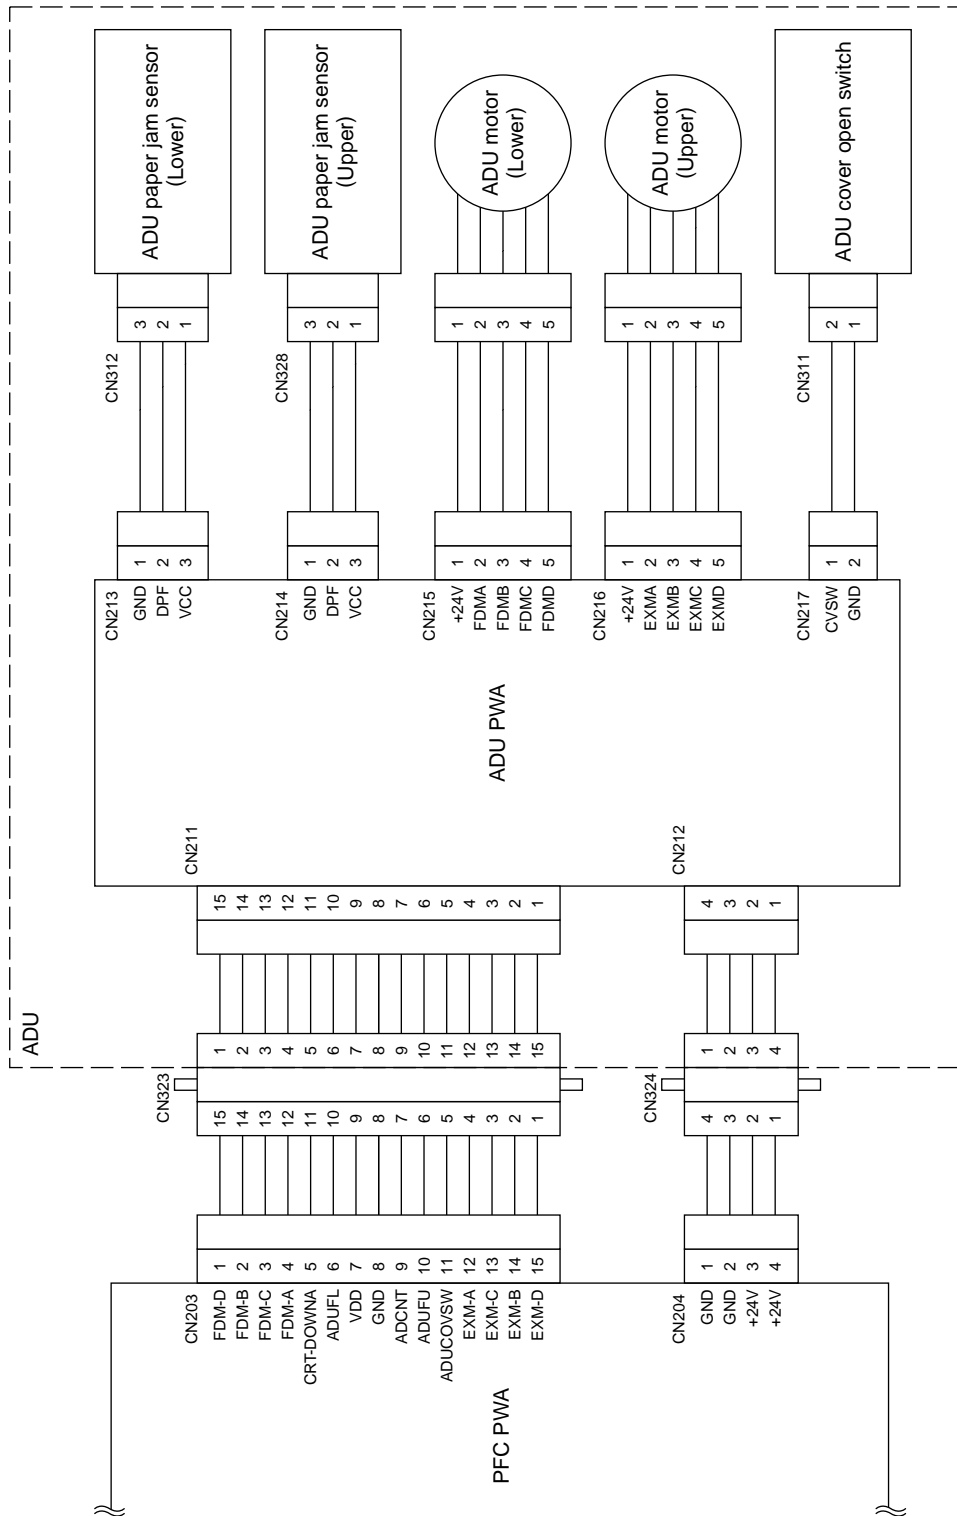 ADU
ADU paper jam sensor
(Lower)
ADU paper jam sensor
(Upper)
ADU motor
(Lower)
ADU motor
(Upper)
ADU cover open switch
CN312
3
2
1
CN328
3
2
1
1
2
3
4
5
1
2
3
4
5
CN311
2
1
CN213
GND 1
DPF 2
VCC 3
CN214
GND 1
DPF 2
VCC 3
CN215
+24V 1
FDMA 2
FDMB 3
FDMC 4
FDMD 5
CN216
+24V 1
EXMA 2
EXMB 3
EXMC 4
EXMD 5
CN217
CVSW 1
GND 2
ADU PWA
CN211
15
14
13
12
11
10
9
8
7
6
5
4
3
2
1
CN212
4
3
2
1
CN323
15 1
14 2
13 3
12 4
11 5
10 6
9 7
8 8
7 9
6 10
5 11
4 12
3 13
2 14
1 15
CN324
4 1
3 2
2 3
1 4
CN203
FDM-D 1
FDM-B 2
FDM-C 3
FDM-A 4
CRT-DOWNA 5
ADUFL 6
VDD 7
GND 8
ADCNT 9
ADUFU 10
ADUCOVSW 11
EXM-A 12
EXM-C 13
EXM-B 14
EXM-D 15
CN204
GND 1
GND 2
+24V 3
+24V 4
PFC PWA